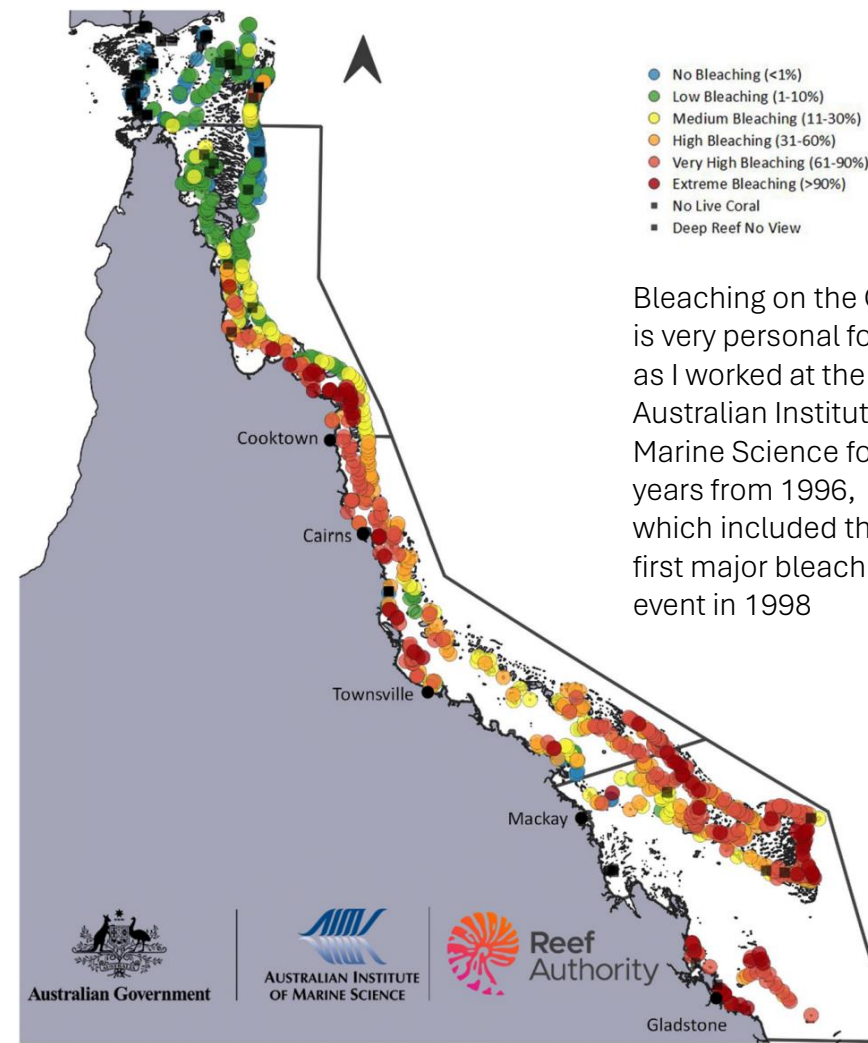 No Bleaching (<1%)
Low Bleaching (1-10%)
Medium Bleaching (11-30%)
High Bleaching (31-60%)
Very High Bleaching (61-90%)
Extreme Bleaching (>90%)
No Live Coral
Deep Reef No View
Bleaching on the
is very personal fo
as I worked at the
Australian Institut
Marine Science fo
years from 1996,
which included th
first major bleach
event in 1998
Cooktown
Cairns
Townsville
Mackay
Gladstone
Australian Government
AIMS
AUSTRALIAN INSTITUTE
OF MARINE SCIENCE
Reef
Authority